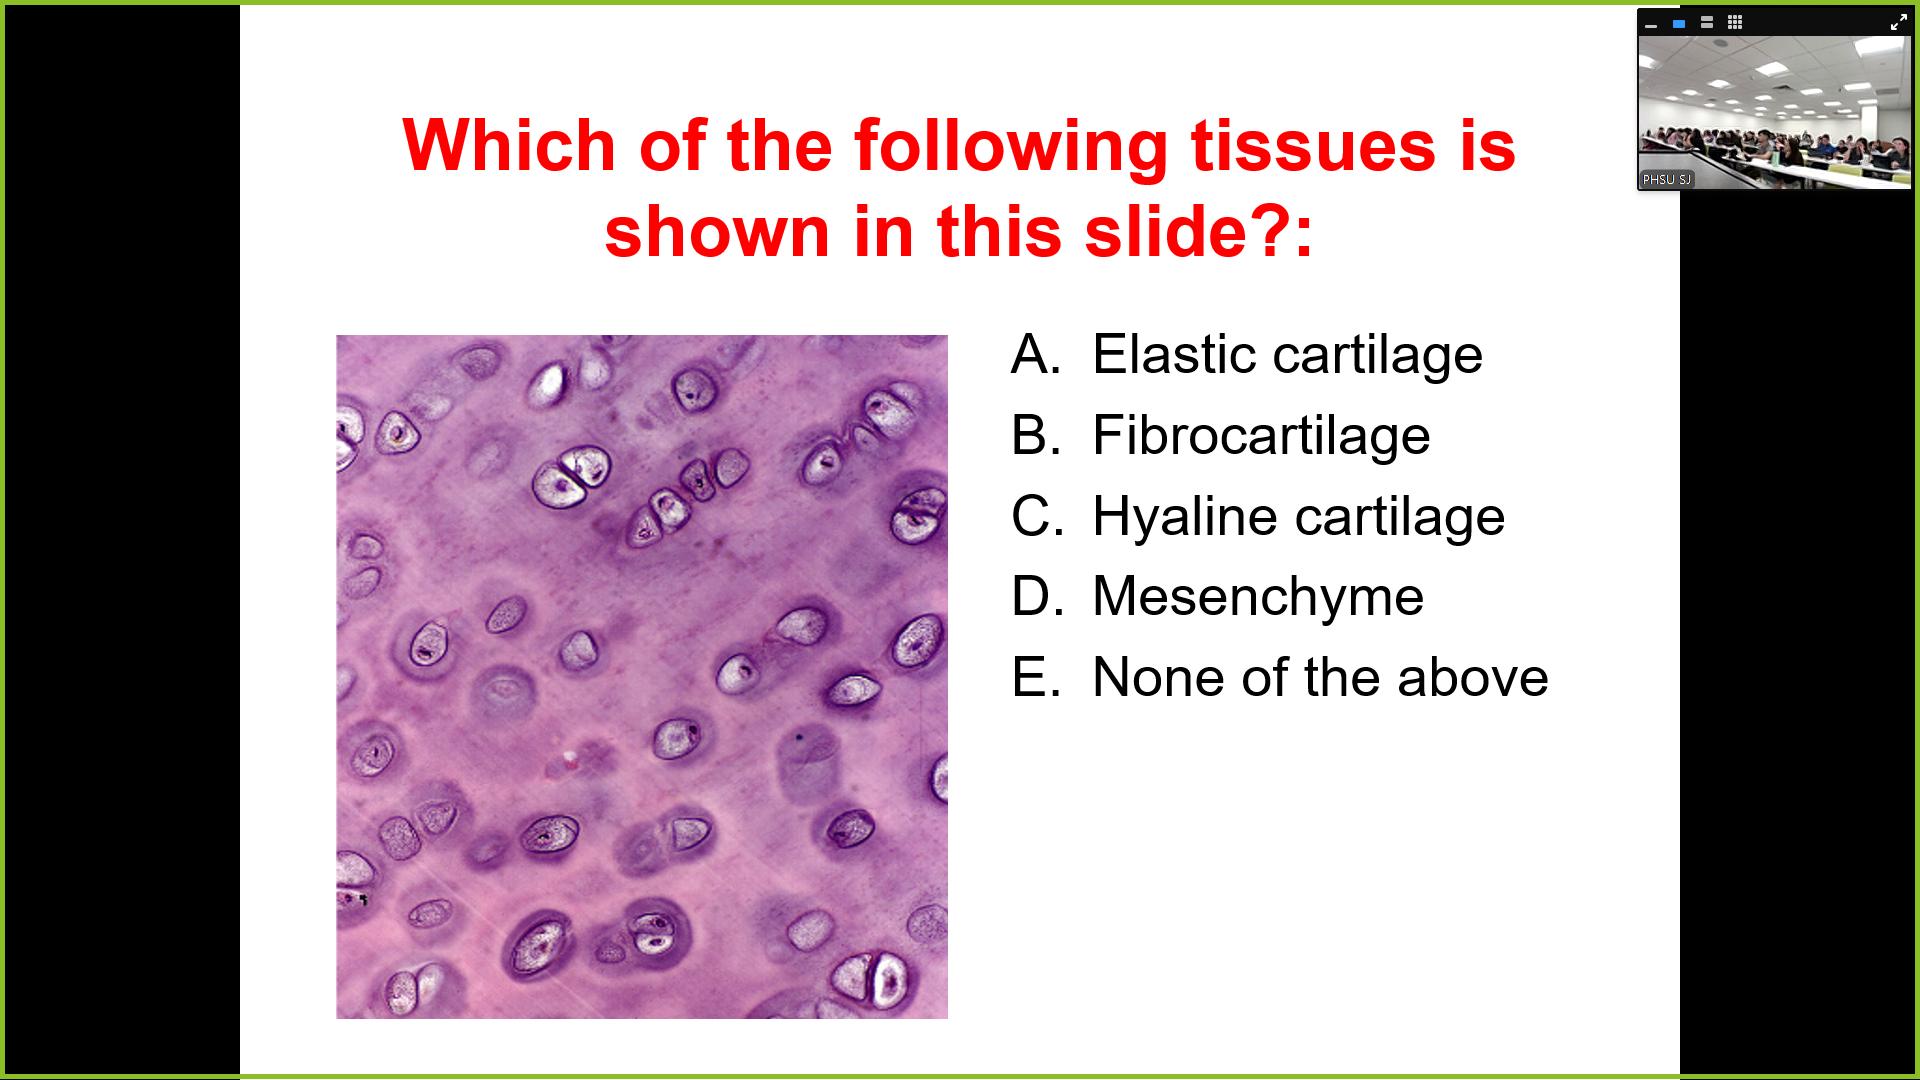 Which of the following tissues is
shown in this slide?:
A. Elastic cartilage
B. Fibrocartilage
C. Hyaline cartilage
D. Mesenchyme
E. None of the above
PHSU SJ